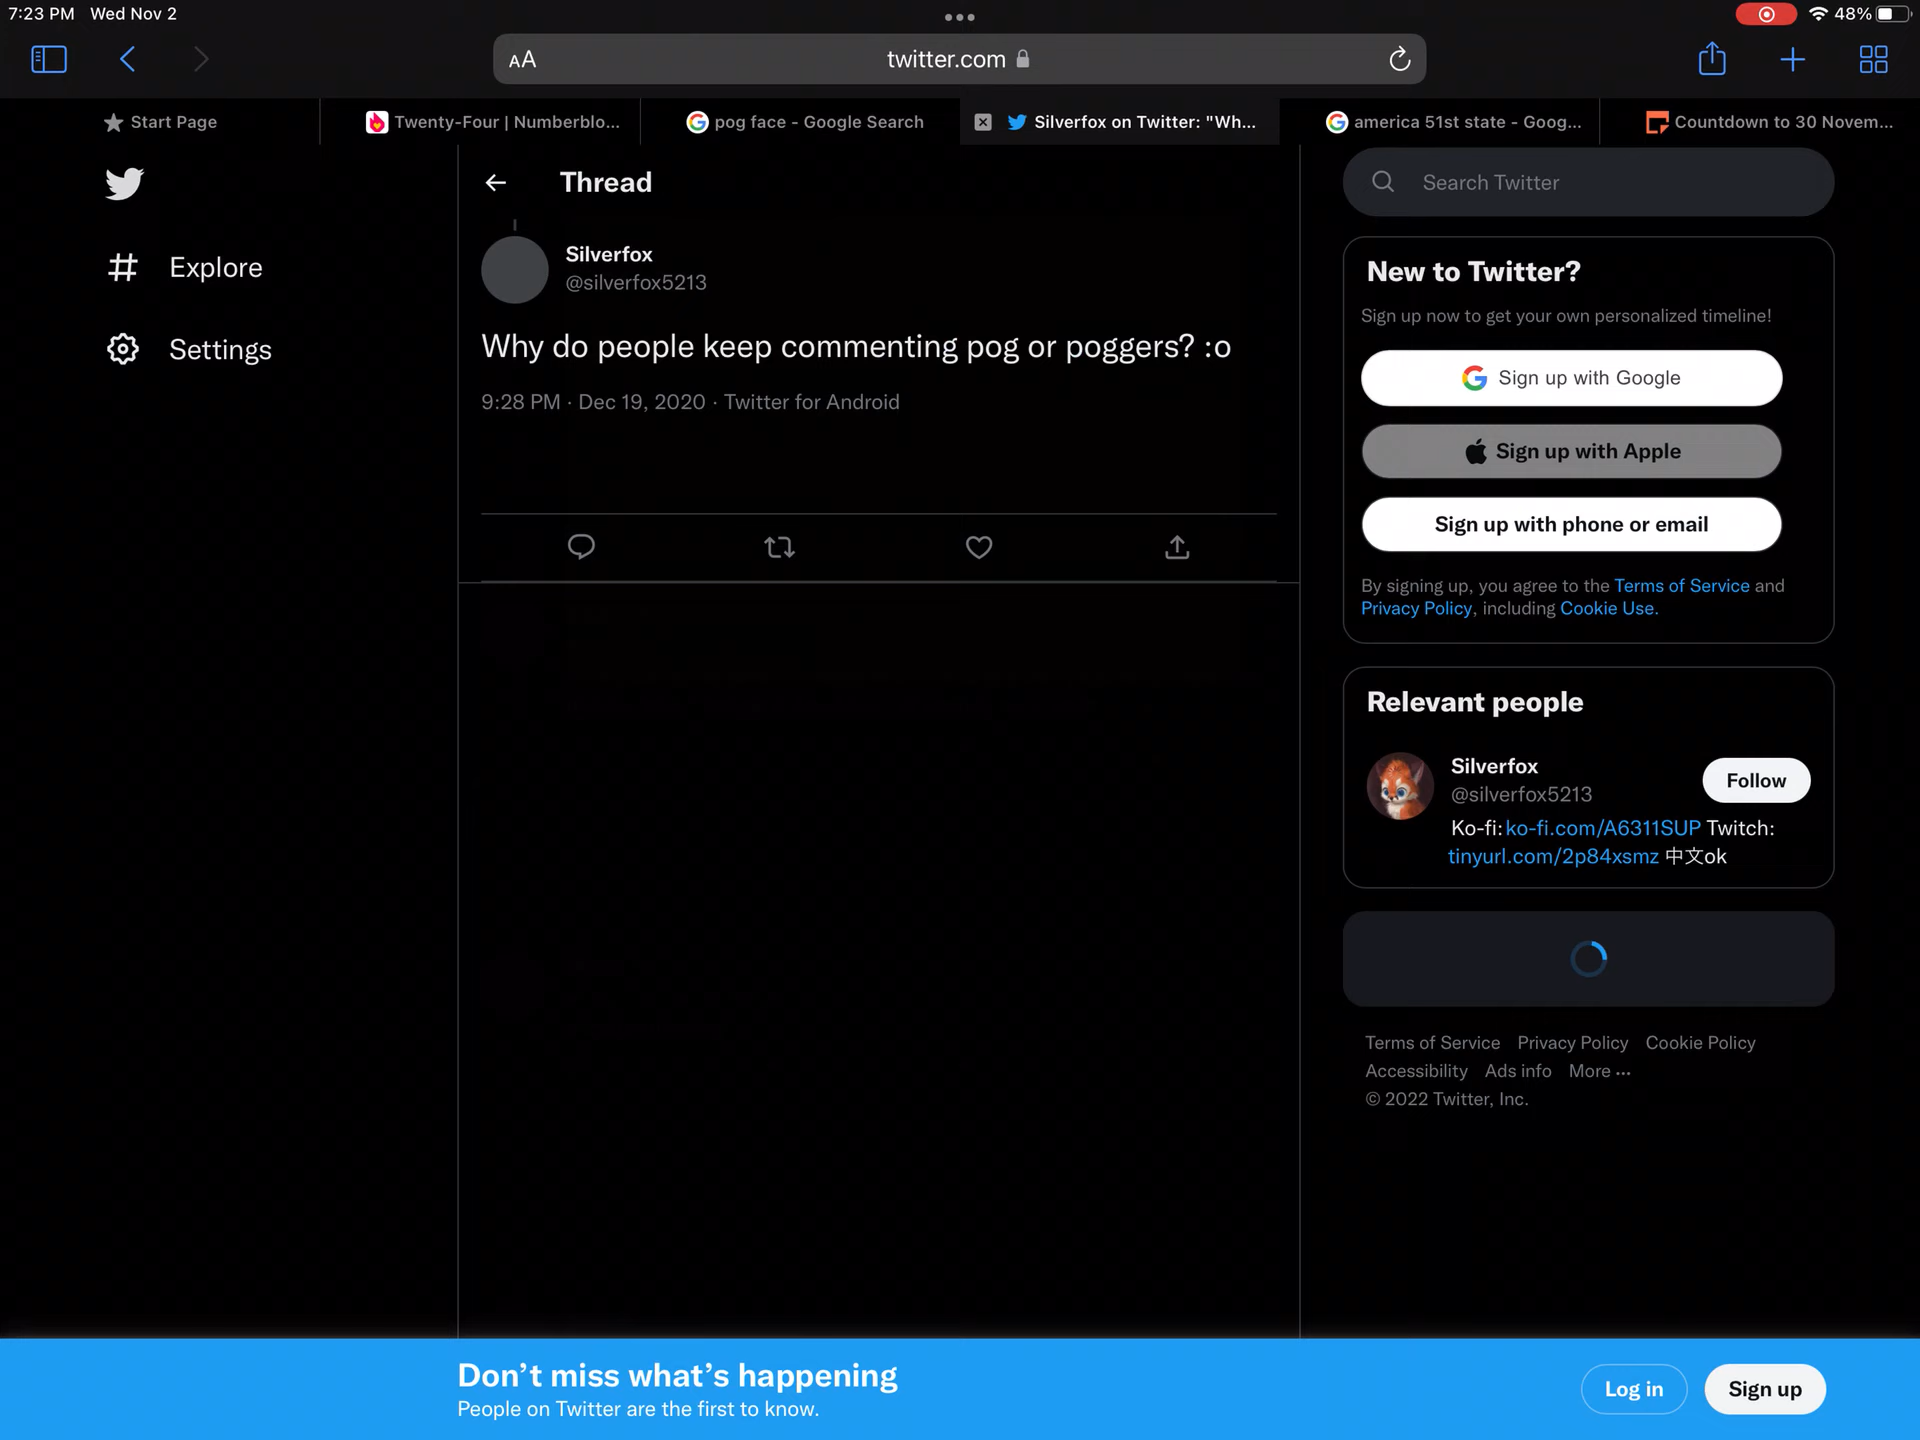 7:23 PM Wed Nov 2
48%
AA
twitter.com
Start Page
Twenty-Four | Numberblo...
pog face - Google Search
Silverfox on Twitter: "Wh...
america 51st state - Goog...
Countdown to 30 Novem...
Thread
Search Twitter
Explore
Settings
Silverfox
@silverfox5213
Why do people keep commenting pog or poggers? :o
9:28 PM · Dec 19, 2020 · Twitter for Android
New to Twitter?
Sign up now to get your own personalized timeline!
Sign up with Google
Sign up with Apple
Sign up with phone or email
By signing up, you agree to the Terms of Service and
Privacy Policy, including Cookie Use.
Relevant people
Silverfox
@silverfox5213
Follow
Ko-fi: ko-fi.com/A6311SUP Twitch:
tinyurl.com/2p84xsmz 中文ok
Terms of Service Privacy Policy Cookie Policy
Accessibility Ads info More ···
© 2022 Twitter, Inc.
Don’t miss what’s happening
People on Twitter are the first to know.
Log in
Sign up